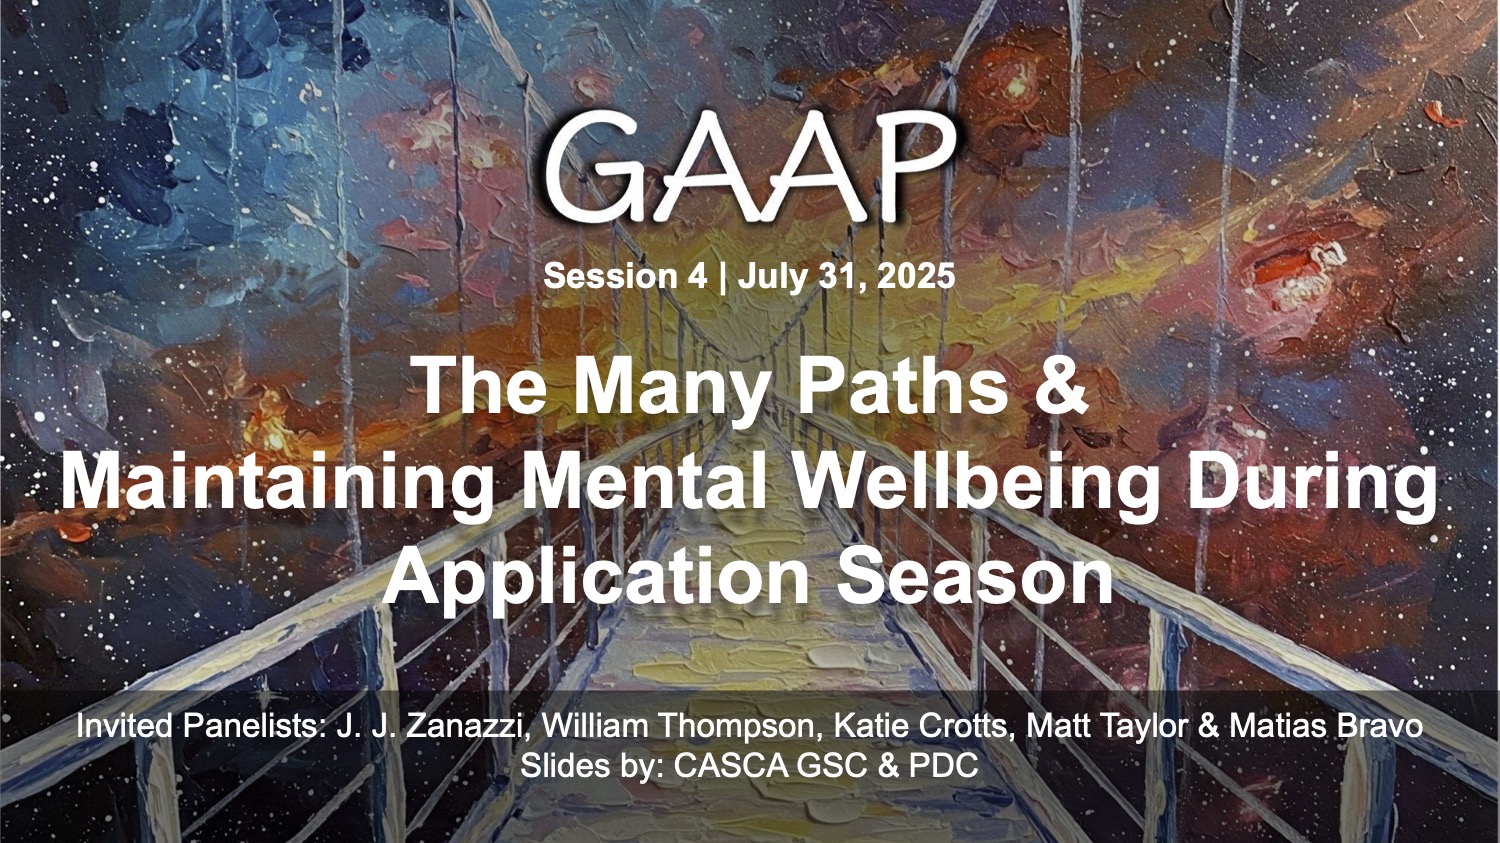 GAAP
Session 4 | July 31, 2025
The Many Paths &
Maintaining Mental Wellbeing During
Application Season
Invited Panelists: J. J. Zanazzi, William Thompson, Katie Crotts, Matt Taylor & Matias Bravo
Slides by: CASCA GSC & PDC